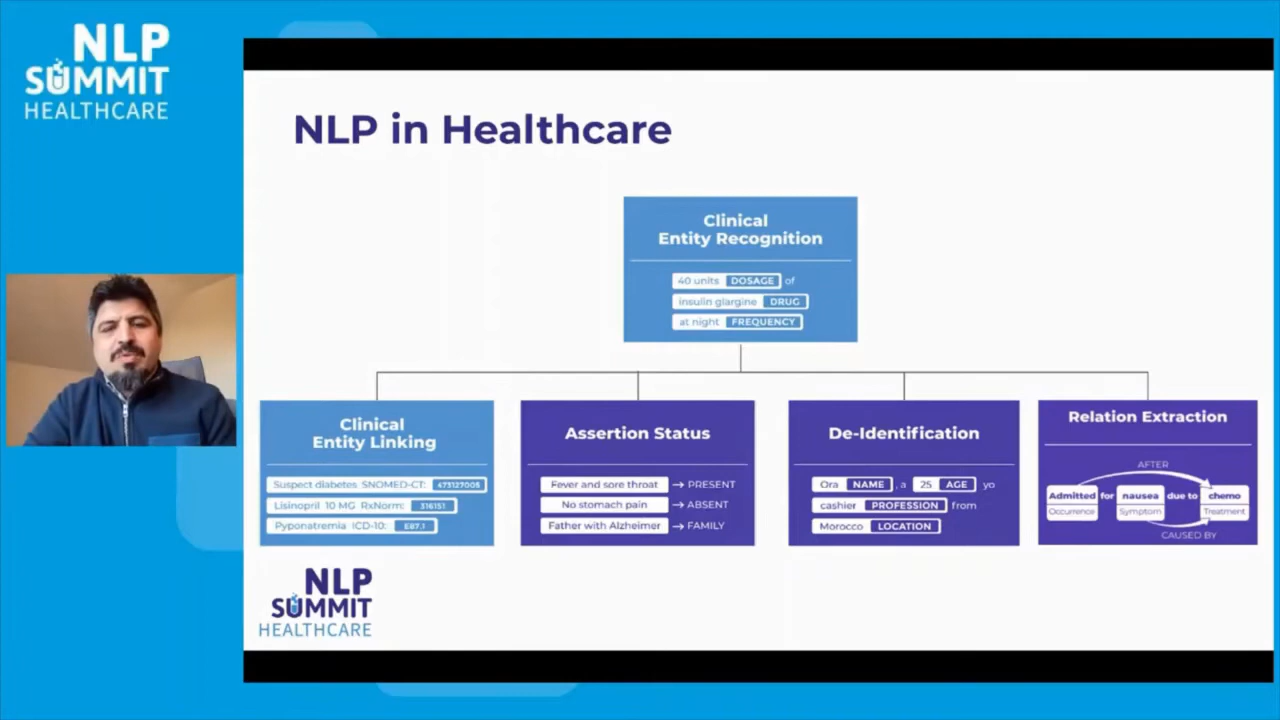 NLP
SUMMIT
HEALTHCARE
NLP in Healthcare
Clinical
Entity Recognition
40 units DOSAGE of
insulin glargine DRUG
at night FREQUENCY
Clinical
Entity Linking
Suspect diabetes SNOMED-CT: 473127005
Lisinopril 10 MG RxNorm: 316151
Pyponatremia ICD-10: E87.1
Assertion Status
Fever and sore throat → PRESENT
No stomach pain → ABSENT
Father with Alzheimer → FAMILY
De-Identification
Ora NAME , a 25 AGE yo
cashier PROFESSION from
Morocco LOCATION
Relation Extraction
AFTER
Admitted for nausea due to chemo
Occurrence Symptom Treatment
CAUSED BY
NLP
SUMMIT
HEALTHCARE